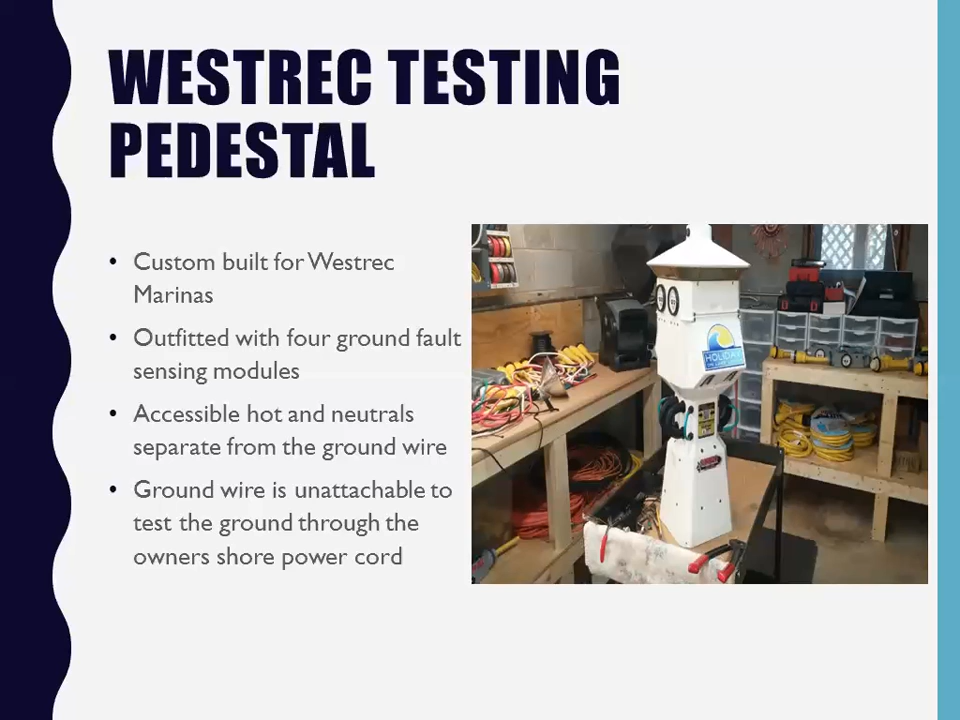 WESTREC TESTING
PEDESTAL
• Custom built for Westrec
Marinas
• Outfitted with four ground fault
sensing modules
• Accessible hot and neutrals
separate from the ground wire
• Ground wire is unattachable to
test the ground through the
owners shore power cord
HOLIDAY